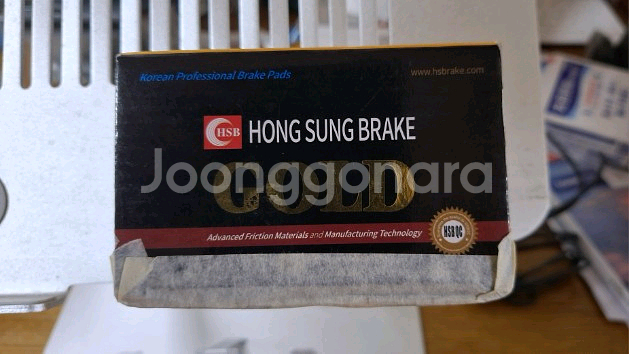 Korean Professional Brake Pads
www.hsbrake.com
HSB HONG SUNG BRAKE
Joonggonara
GOLD
Advanced Friction Materials and Manufacturing Technology
HSB QC